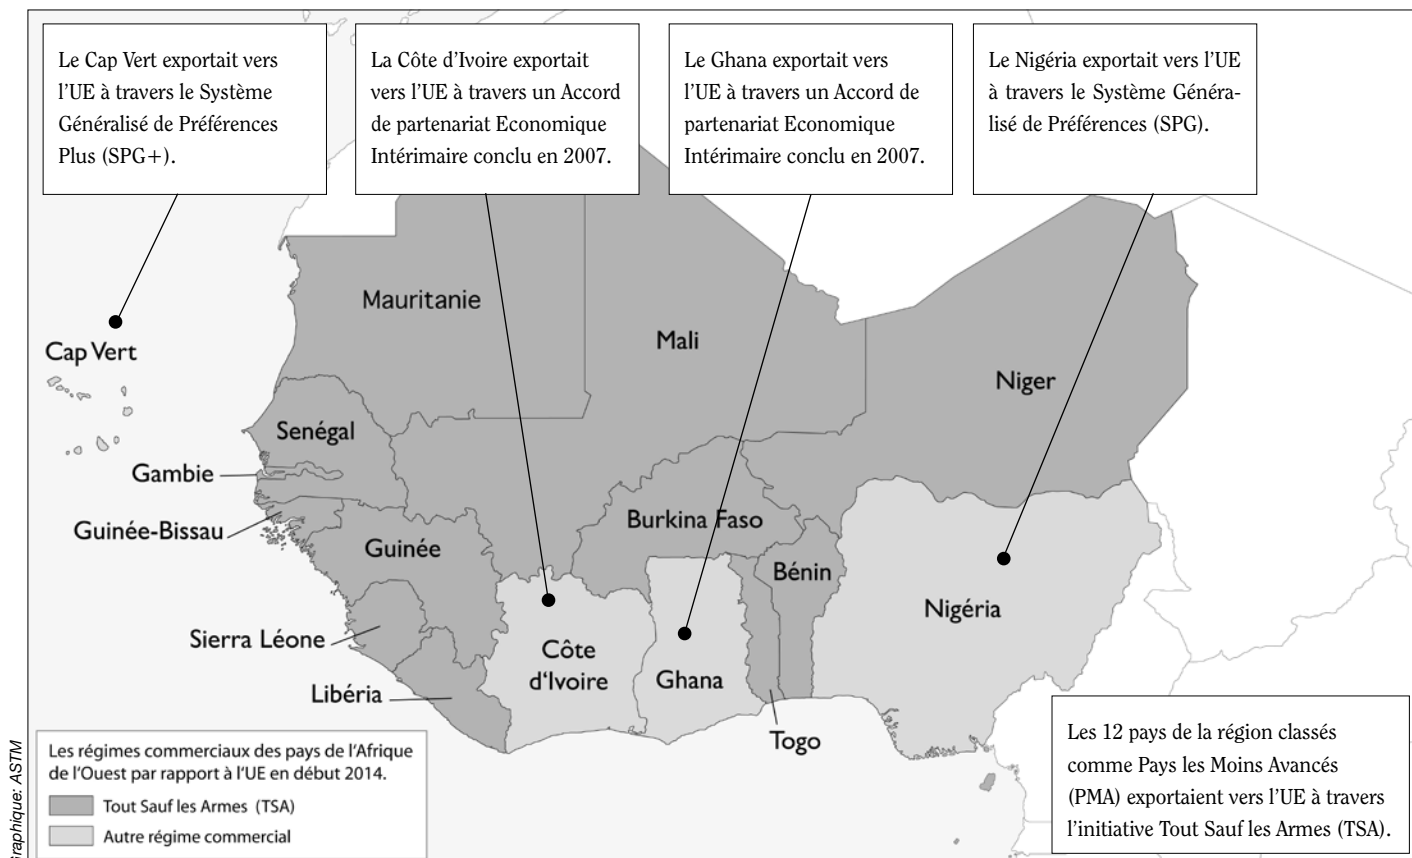 Le Cap Vert exportait vers
l'UE à travers le Système
Généralisé de Préférences
Plus (SPG+).
La Côte d'Ivoire exportait
vers l'UE à travers un Accord
de partenariat Economique
Intérimaire conclu en 2007.
Le Ghana exportait vers
l'UE à travers un Accord de
partenariat Economique
Intérimaire conclu en 2007.
Le Nigéria exportait vers l'UE
à travers le Système Généra-
lisé de Préférences (SPG).
Mauritanie
Mali
Niger
Cap Vert
Senégal
Gambie
Guinée-Bissau
Guinée
Burkina Faso
Bénin
Nigéria
Sierra Léone
Côte
d'Ivoire
Ghana
Libéria
Togo
Les régimes commerciaux des pays de l'Afrique
de l'Ouest par rapport à l'UE en début 2014.
Tout Sauf les Armes (TSA)
Autre régime commercial
Les 12 pays de la région classés
comme Pays les Moins Avancés
(PMA) exportaient vers l'UE à travers
l'initiative Tout Sauf les Armes (TSA).
Graphique: ASTM